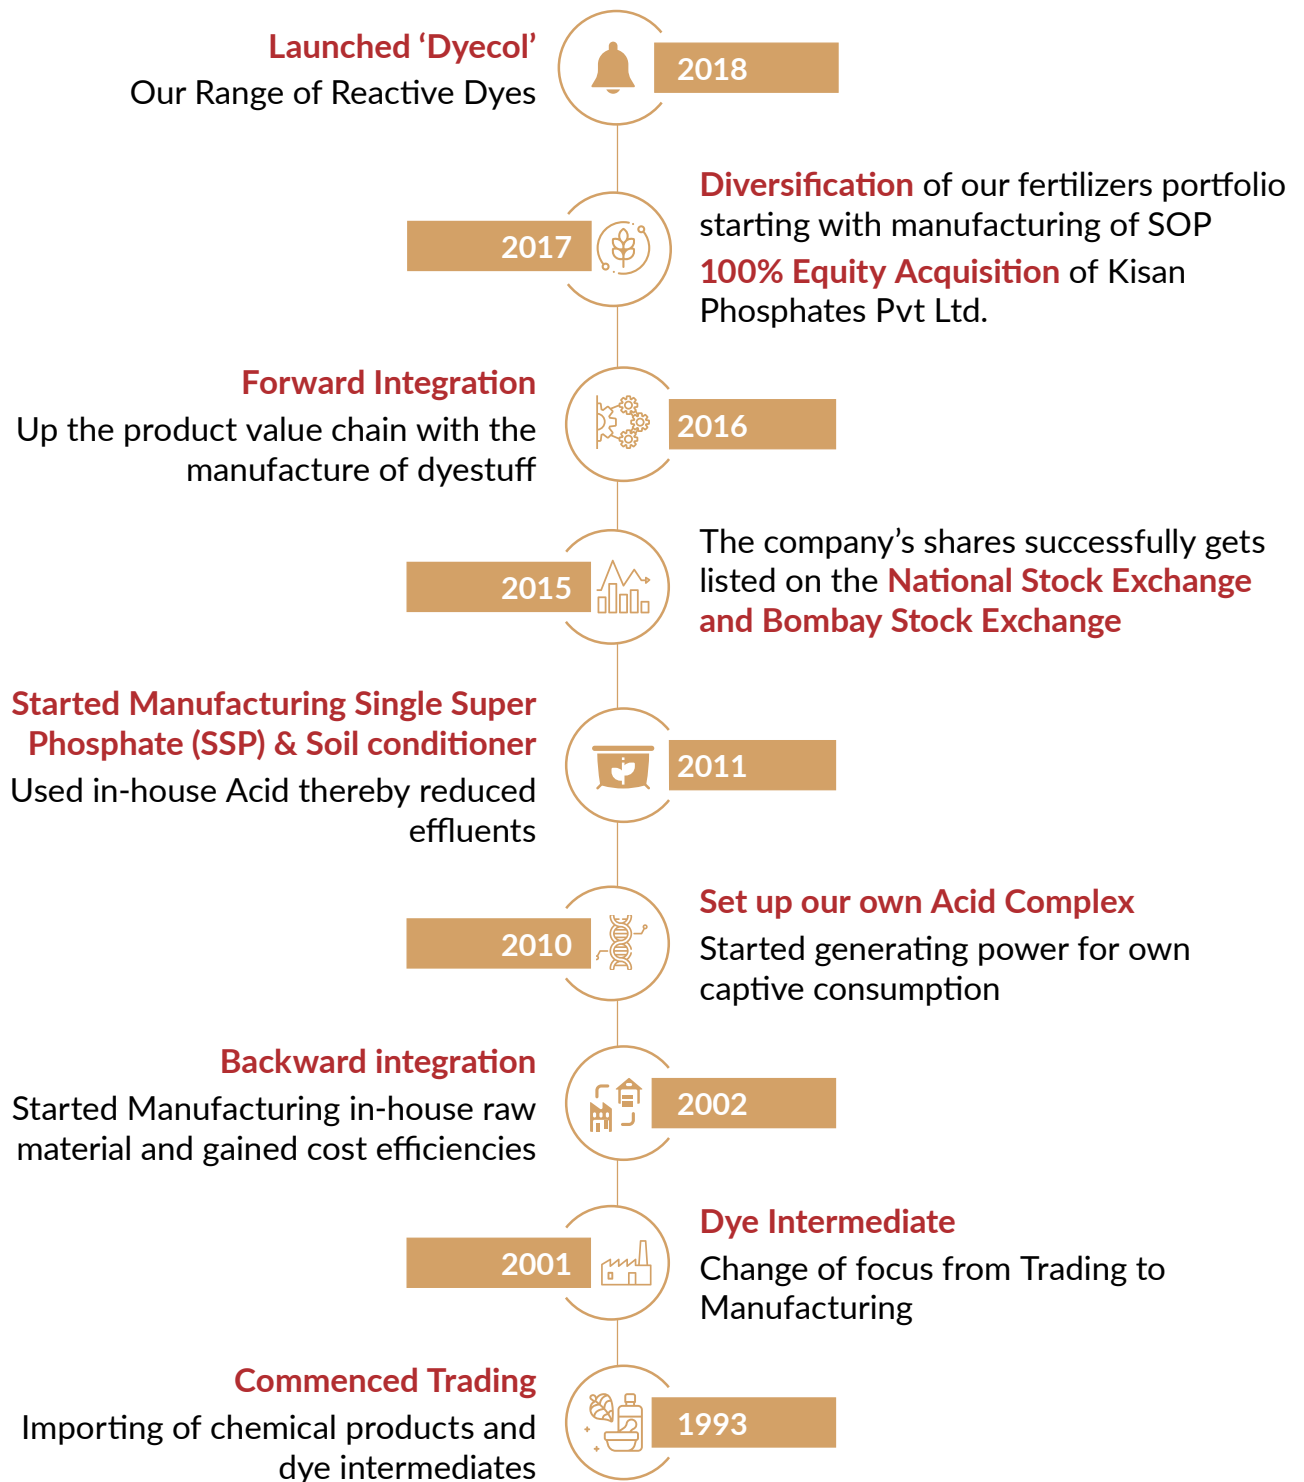 Launched ‘Dyecol’
Our Range of Reactive Dyes
2018
2017
Diversification of our fertilizers portfolio
starting with manufacturing of SOP
100% Equity Acquisition of Kisan
Phosphates Pvt Ltd.
Forward Integration
Up the product value chain with the
manufacture of dyestuff
2016
2015
The company’s shares successfully gets
listed on the National Stock Exchange
and Bombay Stock Exchange
Started Manufacturing Single Super
Phosphate (SSP) & Soil conditioner
Used in-house Acid thereby reduced
effluents
2011
2010
Set up our own Acid Complex
Started generating power for own
captive consumption
Backward integration
Started Manufacturing in-house raw
material and gained cost efficiencies
2002
2001
Dye Intermediate
Change of focus from Trading to
Manufacturing
Commenced Trading
Importing of chemical products and
dye intermediates
1993